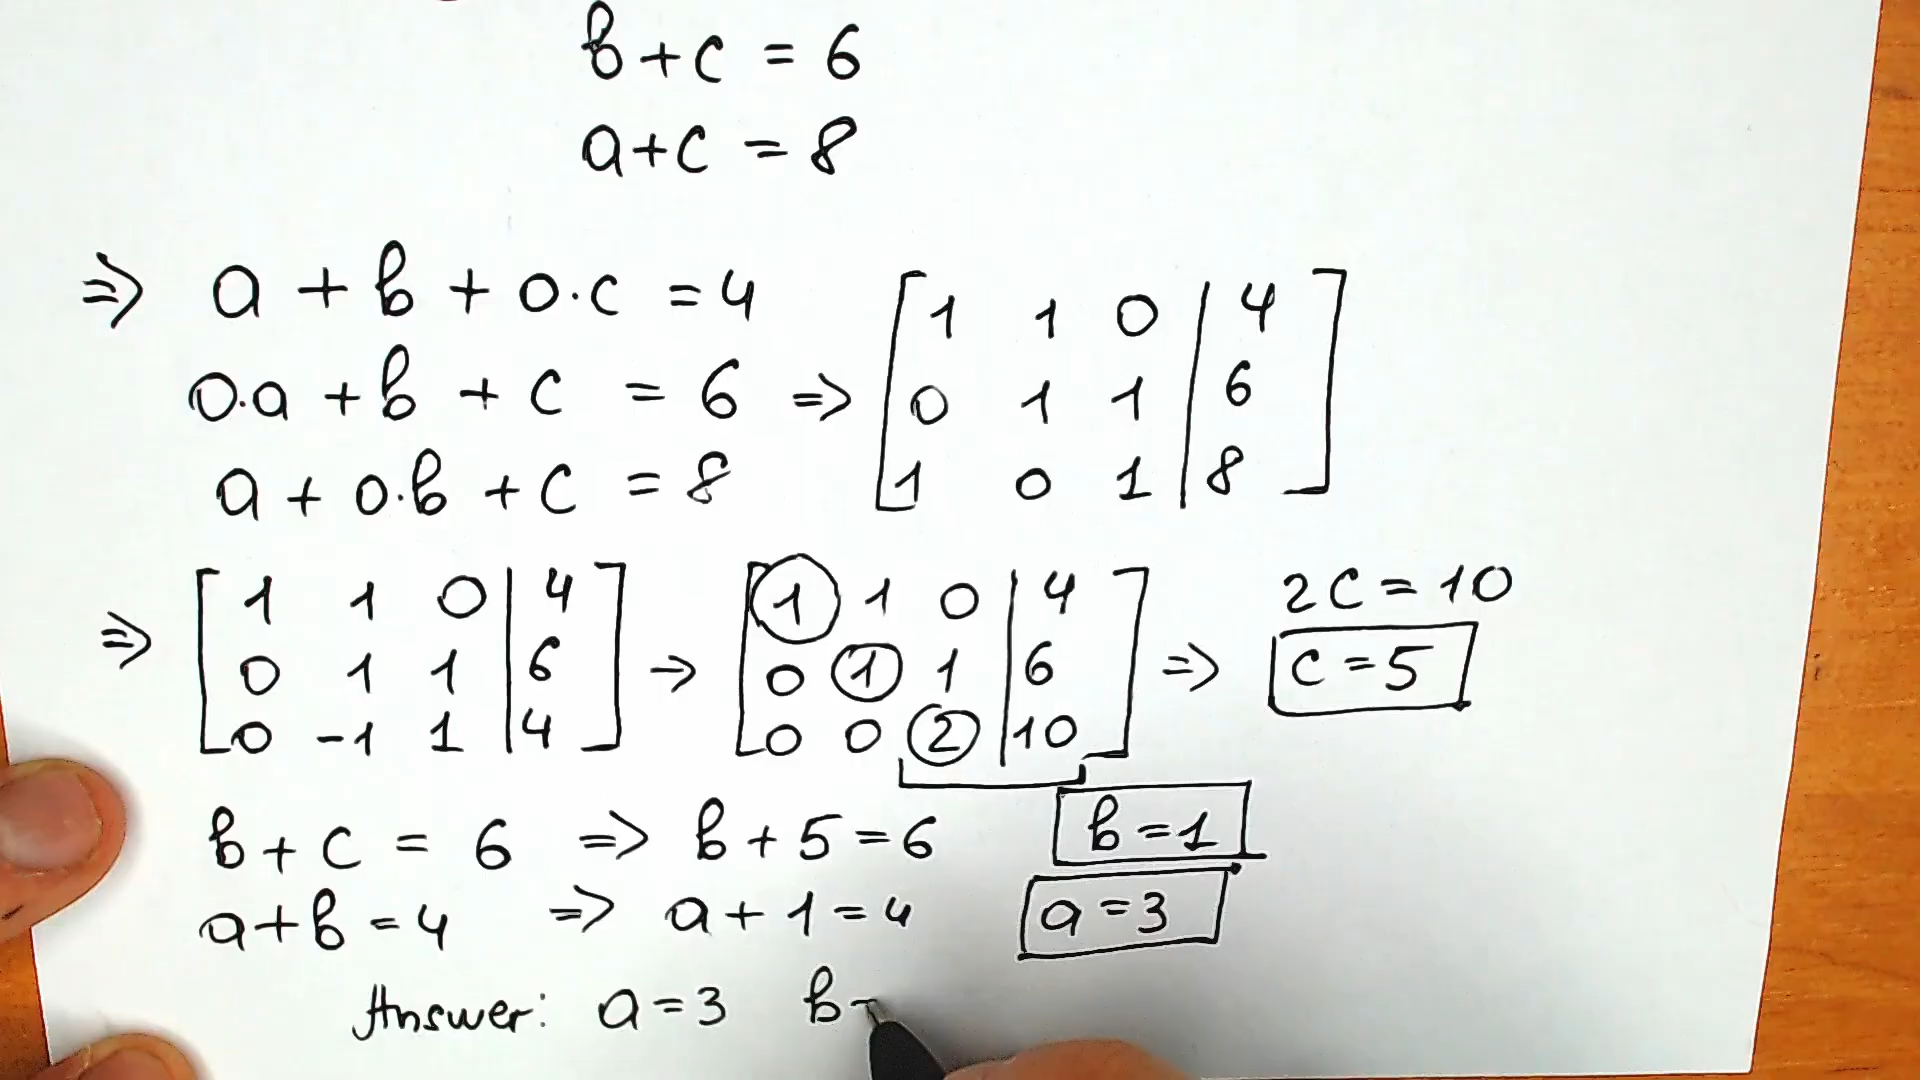 b+c = 6
a+c = 8
⇒ a + b + 0·c = 4
0·a + b + c = 6 ⇒
a + 0·b + c = 8
[1 1 0 | 4]
[0 1 1 | 6]
[1 0 1 | 8]
⇒
[1 1 0 | 4]
[0 1 1 | 6]
[0 -1 1 | 4]
→
[1 1 0 | 4]
[0 1 1 | 6]
[0 0 2 | 10]
⇒ 2c = 10
c = 5
b + c = 6 ⇒ b + 5 = 6 b = 1
a + b = 4 ⇒ a + 1 = 4 a = 3
Answer: a = 3 b-